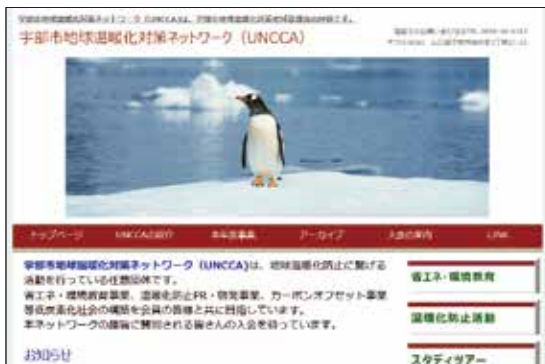 宇部市地球温暖化対策ネットワーク（UNCCA）
トップページ UNCCAの紹介 本年度事業 アーカイブ 入会の案内 LINK
宇部市地球温暖化対策ネットワーク（UNCCA)は、地球温暖化防止に繋げる
活動を行っている任意団体です。
省エネ・環境教育事業、温暖化防止PR・啓発事業、カーボンオフセット事業
等低炭素化社会の構築を会員の皆様と共に目指しています。
本ネットワークの趣旨に賛同される皆さんの入会を待っています。
お知らせ
省エネ・環境教育
温暖化防止活動
スタディツアー